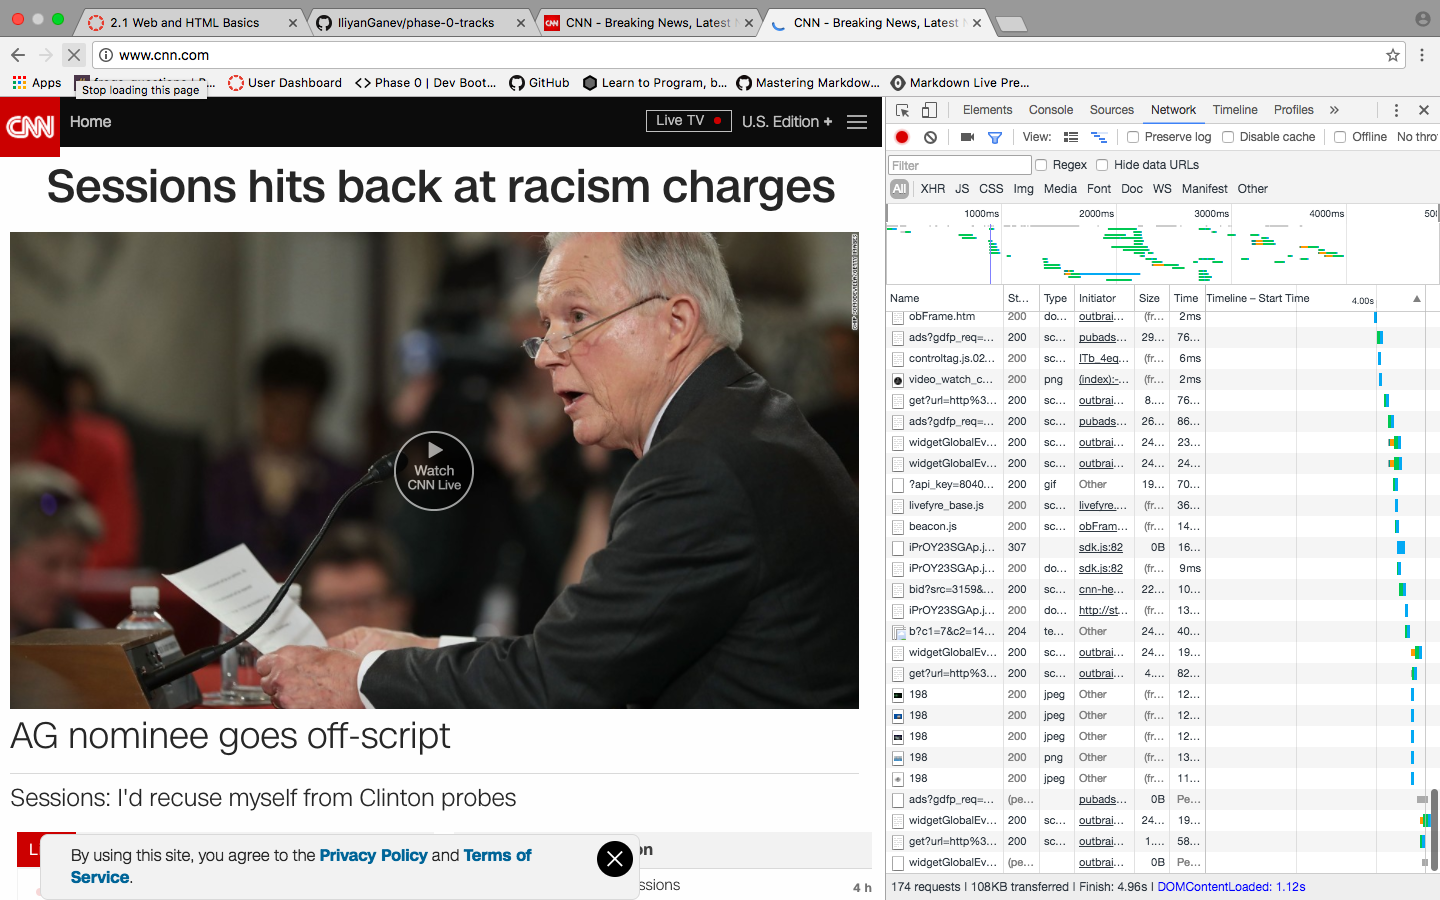 2.1 Web and HTML Basics
IliyanGanev/phase-0-tracks
CNN - Breaking News, Latest N
CNN - Breaking News, Latest N
www.cnn.com
Apps
User Dashboard
<> Phase 0 | Dev Boot...
GitHub
Learn to Program, b...
Mastering Markdow...
Markdown Live Pre...
Stop loading this page
CNN
Home
Live TV
U.S. Edition +
Sessions hits back at racism charges
Watch
CNN Live
AG nominee goes off-script
Sessions: I'd recuse myself from Clinton probes
L
on
ssions
4 h
By using this site, you agree to the Privacy Policy and Terms of
Service.
Elements Console Sources Network Timeline Profiles »
View: Preserve log Disable cache Offline No thro
Filter Regex Hide data URLs
All XHR JS CSS Img Media Font Doc WS Manifest Other
1000ms 2000ms 3000ms 4000ms 500
Name St... Type Initiator Size Time Timeline – Start Time 4.00s
obFrame.htm 200 do... outbrai... (fr... 2ms
ads?gdfp_req=... 200 sc... pubads... 29... 76...
controltag.js.02... 200 sc... ITb_4eq... (fr... 6ms
video_watch_c... 200 png (index):-... (fr... 2ms
get?url=http%3... 200 sc... outbrai... 8.... 76...
ads?gdfp_req=... 200 sc... pubads... 26... 86...
widgetGlobalEv... 200 sc... outbrai... 24... 23...
widgetGlobalEv... 200 sc... outbrai... 24... 24...
?api_key=8040... 200 gif Other 19... 70...
livefyre_base.js 200 sc... livefyre.... (fr... 36...
beacon.js 200 sc... obFram... (fr... 14...
iPrOY23SGAp.j... 307 sdk.js:82 0B 16...
iPrOY23SGAp.j... 200 do... sdk.js:82 (fr... 9ms
bid?src=3159&... 200 sc... cnn-he... 22... 10...
iPrOY23SGAp.j... 200 do... http://st... (fr... 13...
b?c1=7&c2=14... 204 te... Other 24... 40...
widgetGlobalEv... 200 sc... outbrai... 24... 19...
get?url=http%3... 200 sc... outbrai... 4.... 82...
198 200 jpeg Other (fr... 12...
198 200 jpeg Other (fr... 12...
198 200 jpeg Other (fr... 12...
198 200 png Other (fr... 13...
198 200 jpeg Other (fr... 11...
ads?gdfp_req=... (pe... pubads... 0B Pe...
widgetGlobalEv... 200 sc... outbrai... 24... 19...
get?url=http%3... 200 sc... outbrai... 1.... 58...
widgetGlobalEv... (pe... outbrai... 0B Pe...
174 requests | 108KB transferred | Finish: 4.96s | DOMContentLoaded: 1.12s